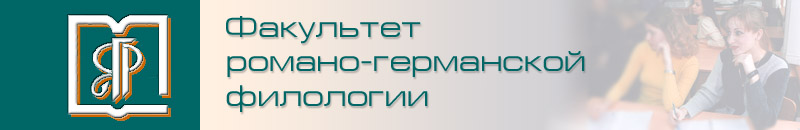 Факультет
романо-германской
филологии